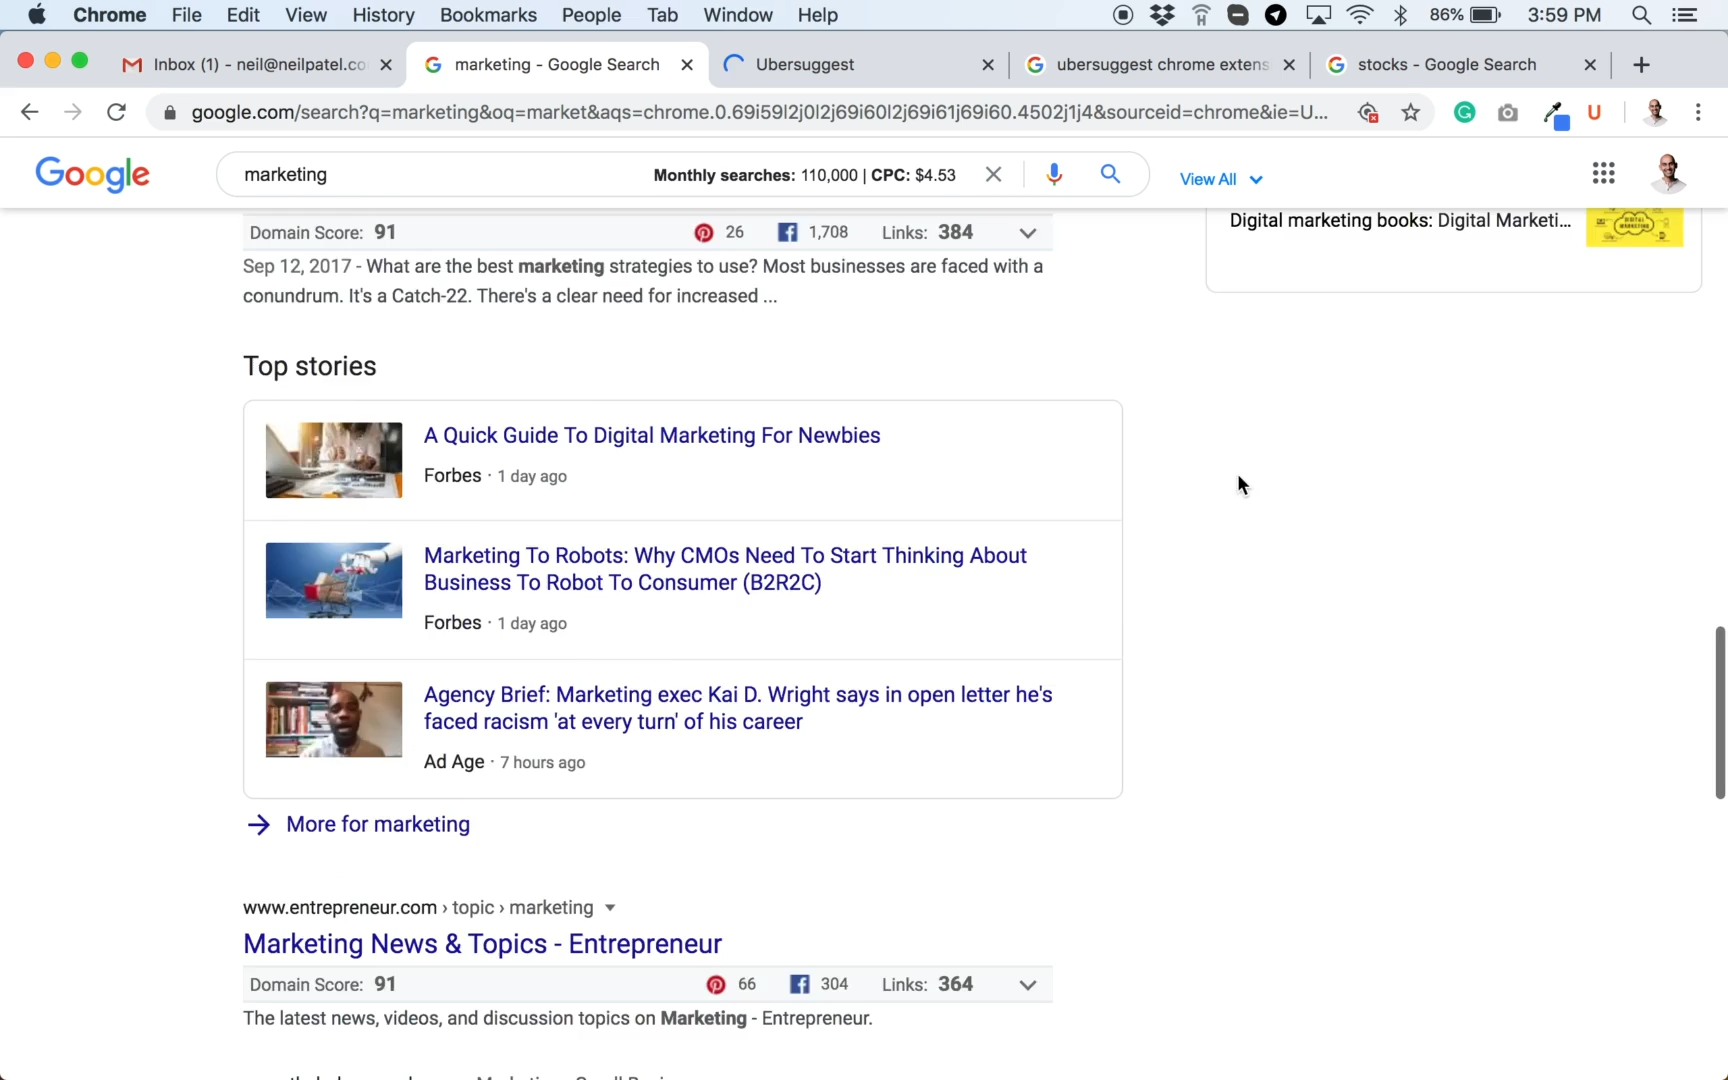 Chrome File Edit View History Bookmarks People Tab Window Help 86% 3:59 PM
Inbox (1) - neil@neilpatel.co marketing - Google Search Ubersuggest ubersuggest chrome extens stocks - Google Search
google.com/search?q=marketing&oq=market&aqs=chrome.0.69i59l2j0l2j69i60l2j69i61j69i60.4502j1j4&sourceid=chrome&ie=U...
Google marketing Monthly searches: 110,000 | CPC: $4.53 View All
Digital marketing books: Digital Marketi...
Domain Score: 91 26 1,708 Links: 384
Sep 12, 2017 - What are the best marketing strategies to use? Most businesses are faced with a
conundrum. It's a Catch-22. There's a clear need for increased ...
Top stories
A Quick Guide To Digital Marketing For Newbies
Forbes · 1 day ago
Marketing To Robots: Why CMOs Need To Start Thinking About
Business To Robot To Consumer (B2R2C)
Forbes · 1 day ago
Agency Brief: Marketing exec Kai D. Wright says in open letter he's
faced racism 'at every turn' of his career
Ad Age · 7 hours ago
More for marketing
www.entrepreneur.com › topic › marketing
Marketing News & Topics - Entrepreneur
Domain Score: 91 66 304 Links: 364
The latest news, videos, and discussion topics on Marketing - Entrepreneur.